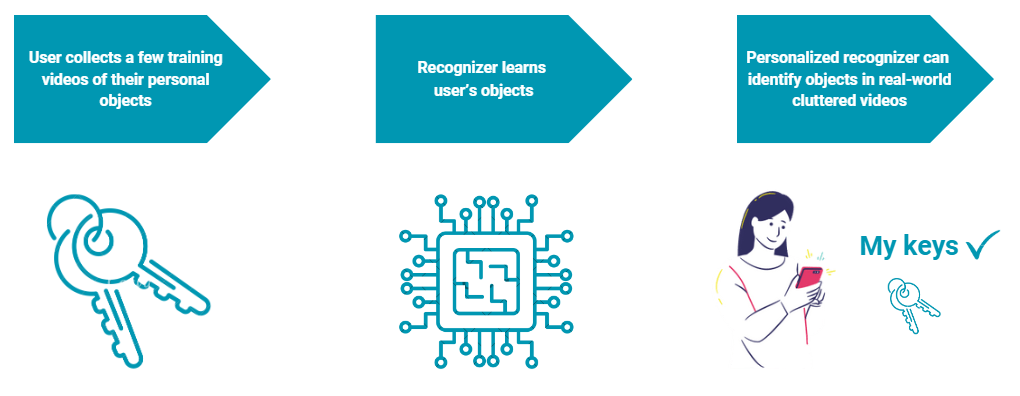 User collects a few training
videos of their personal
objects
Recognizer learns
user's objects
Personalized recognizer can
identify objects in real-world
cluttered videos
My keys